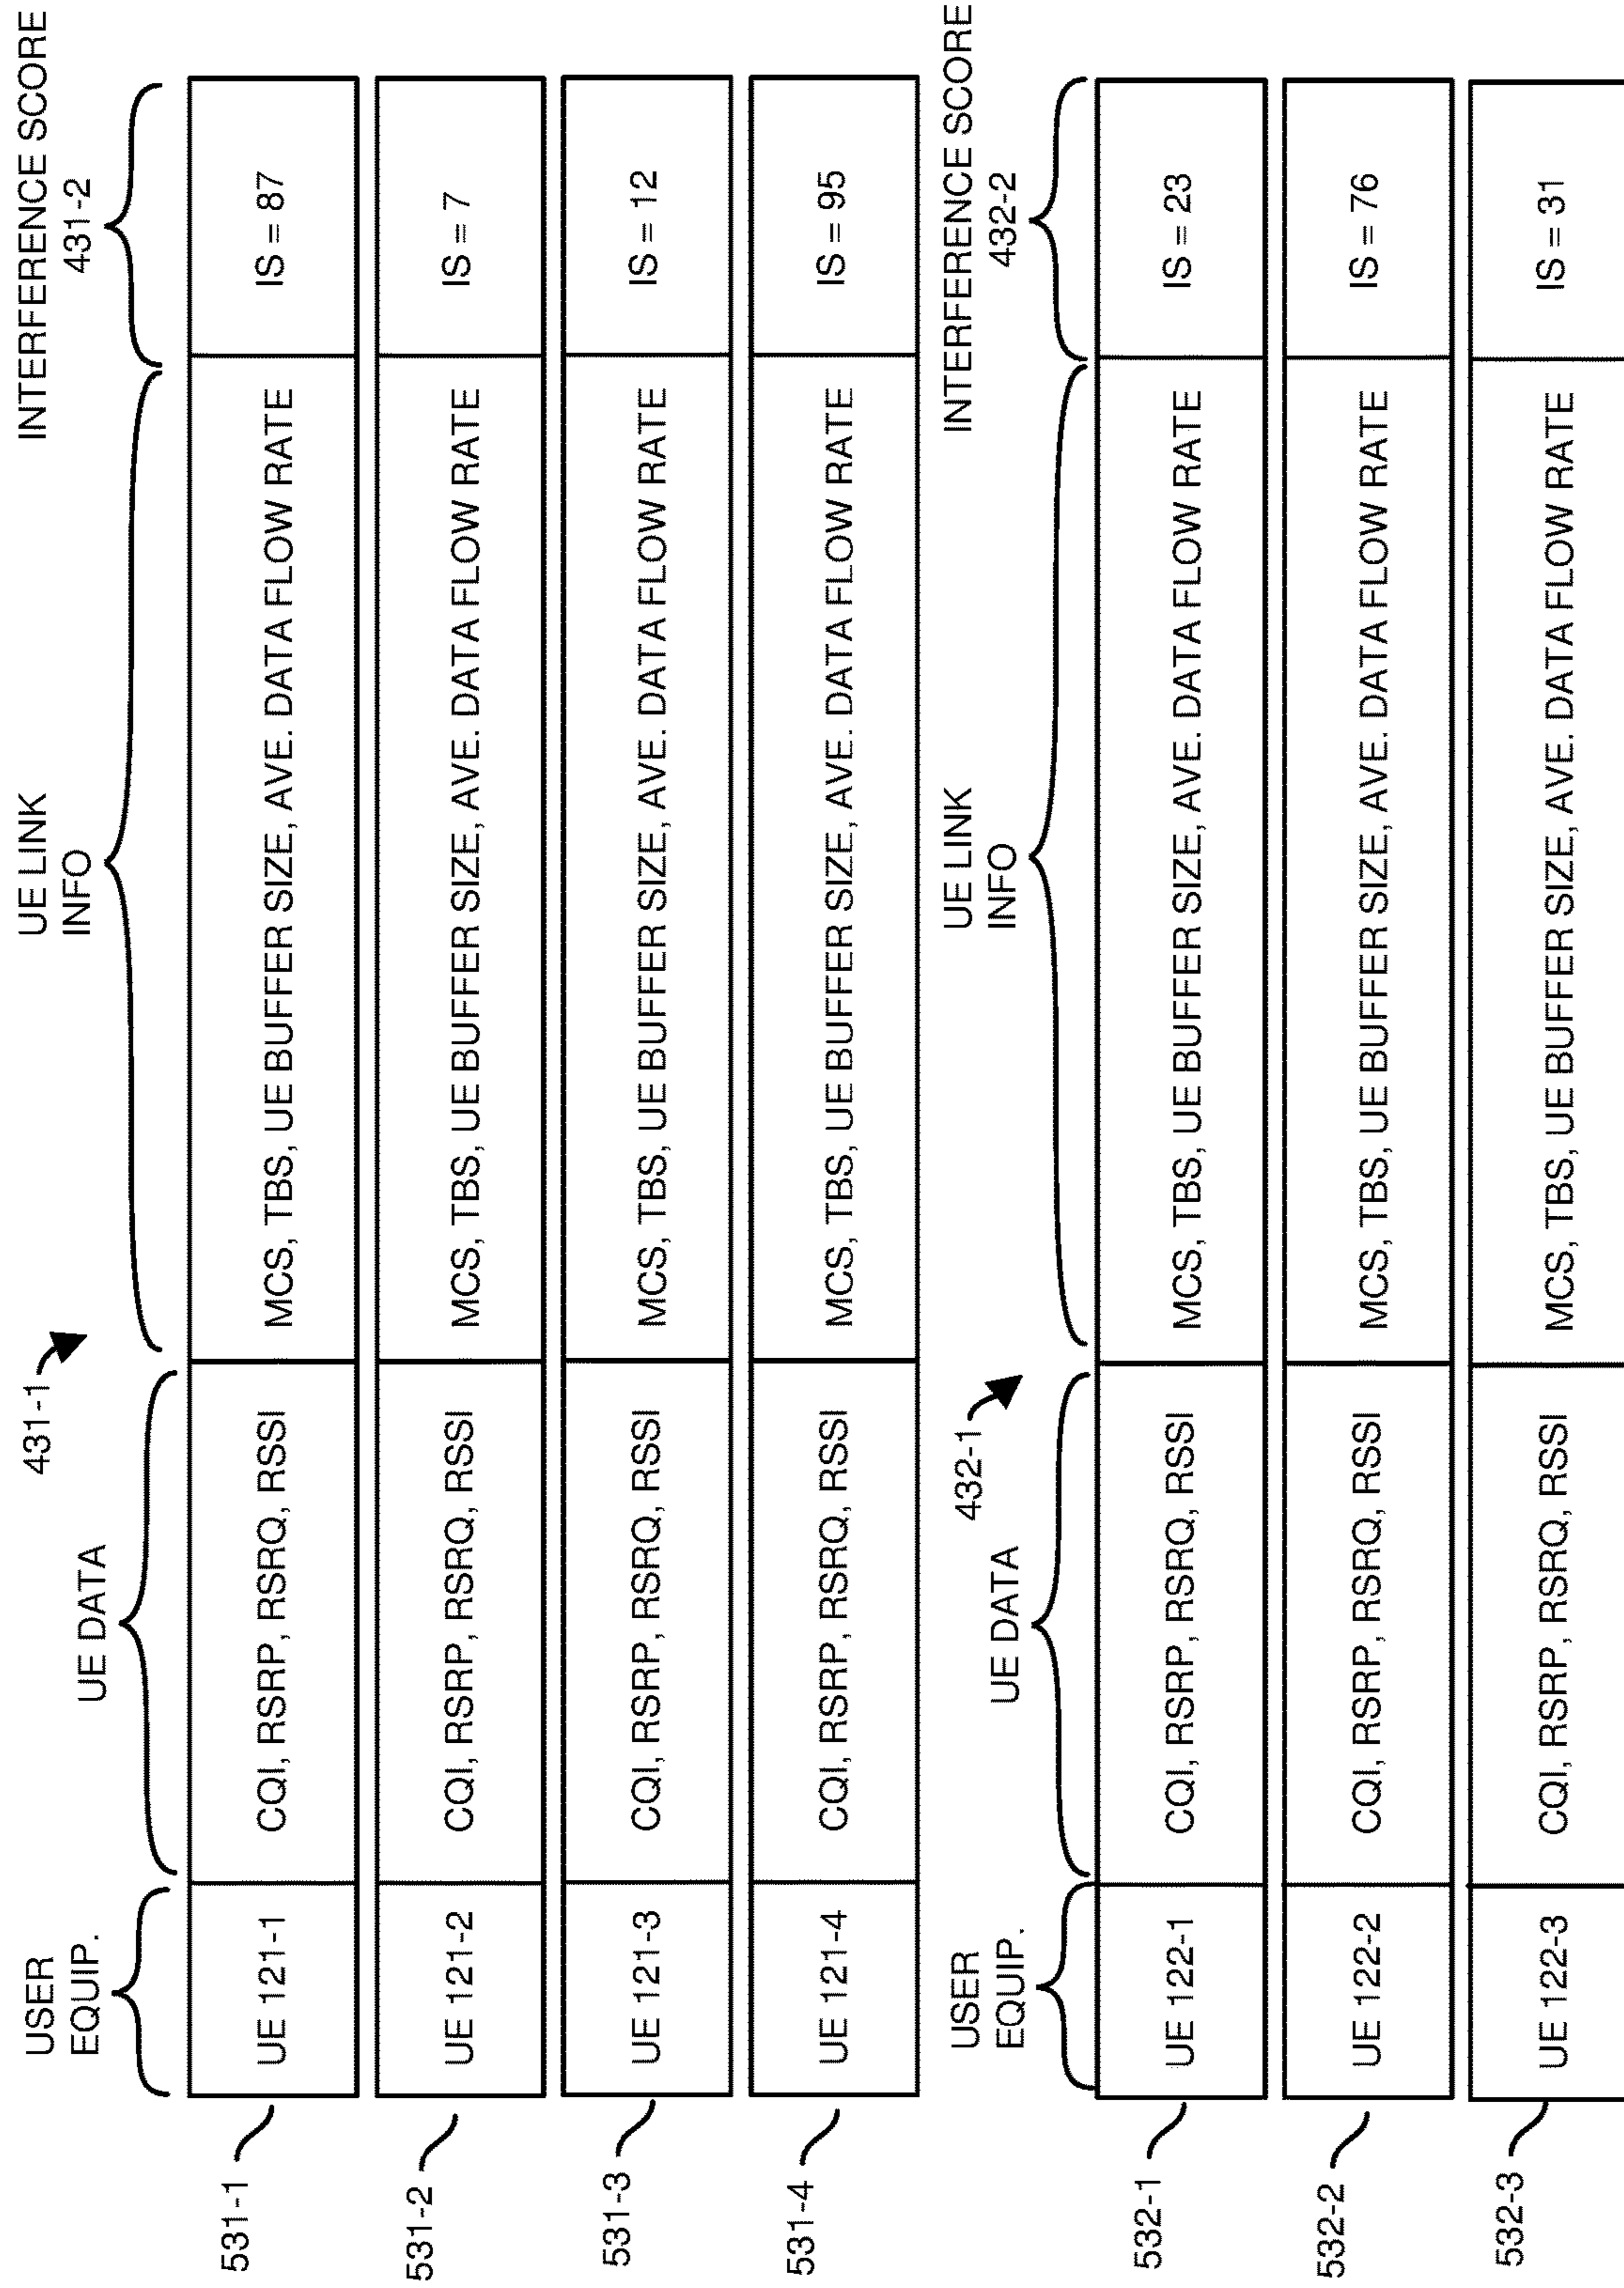 USER
EQUIP.
UE DATA
431-1
UE LINK
INFO
INTERFERENCE SCORE
431-2
531-1
UE 121-1
CQI, RSRP, RSRQ, RSSI
MCS, TBS, UE BUFFER SIZE, AVE. DATA FLOW RATE
IS = 87
531-2
UE 121-2
CQI, RSRP, RSRQ, RSSI
MCS, TBS, UE BUFFER SIZE, AVE. DATA FLOW RATE
IS = 7
531-3
UE 121-3
CQI, RSRP, RSRQ, RSSI
MCS, TBS, UE BUFFER SIZE, AVE. DATA FLOW RATE
IS = 12
531-4
UE 121-4
CQI, RSRP, RSRQ, RSSI
MCS, TBS, UE BUFFER SIZE, AVE. DATA FLOW RATE
IS = 95
USER
EQUIP.
UE DATA
432-1
UE LINK
INFO
INTERFERENCE SCORE
432-2
532-1
UE 122-1
CQI, RSRP, RSRQ, RSSI
MCS, TBS, UE BUFFER SIZE, AVE. DATA FLOW RATE
IS = 23
532-2
UE 122-2
CQI, RSRP, RSRQ, RSSI
MCS, TBS, UE BUFFER SIZE, AVE. DATA FLOW RATE
IS = 76
532-3
UE 122-3
CQI, RSRP, RSRQ, RSSI
MCS, TBS, UE BUFFER SIZE, AVE. DATA FLOW RATE
IS = 31